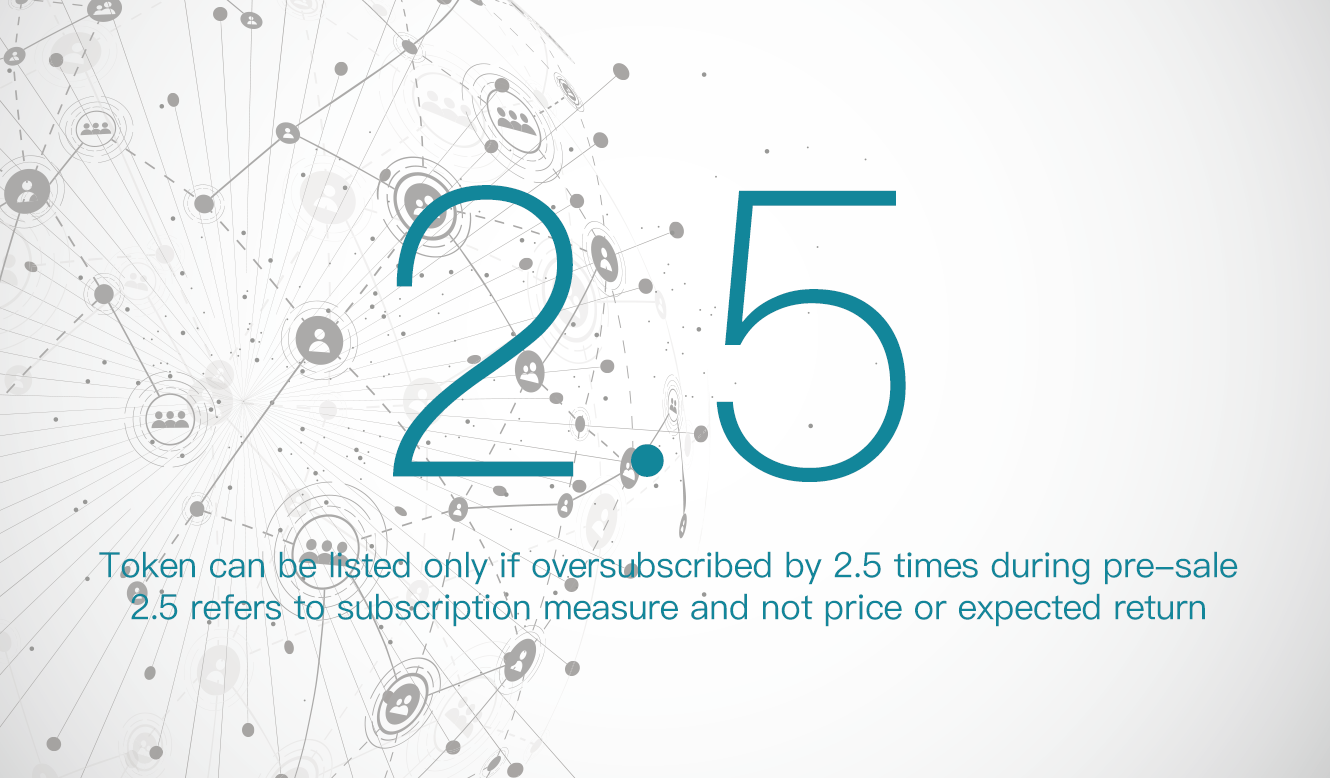 2.5
Token can be listed only if oversubscribed by 2.5 times during pre–sale
2.5 refers to subscription measure and not price or expected return